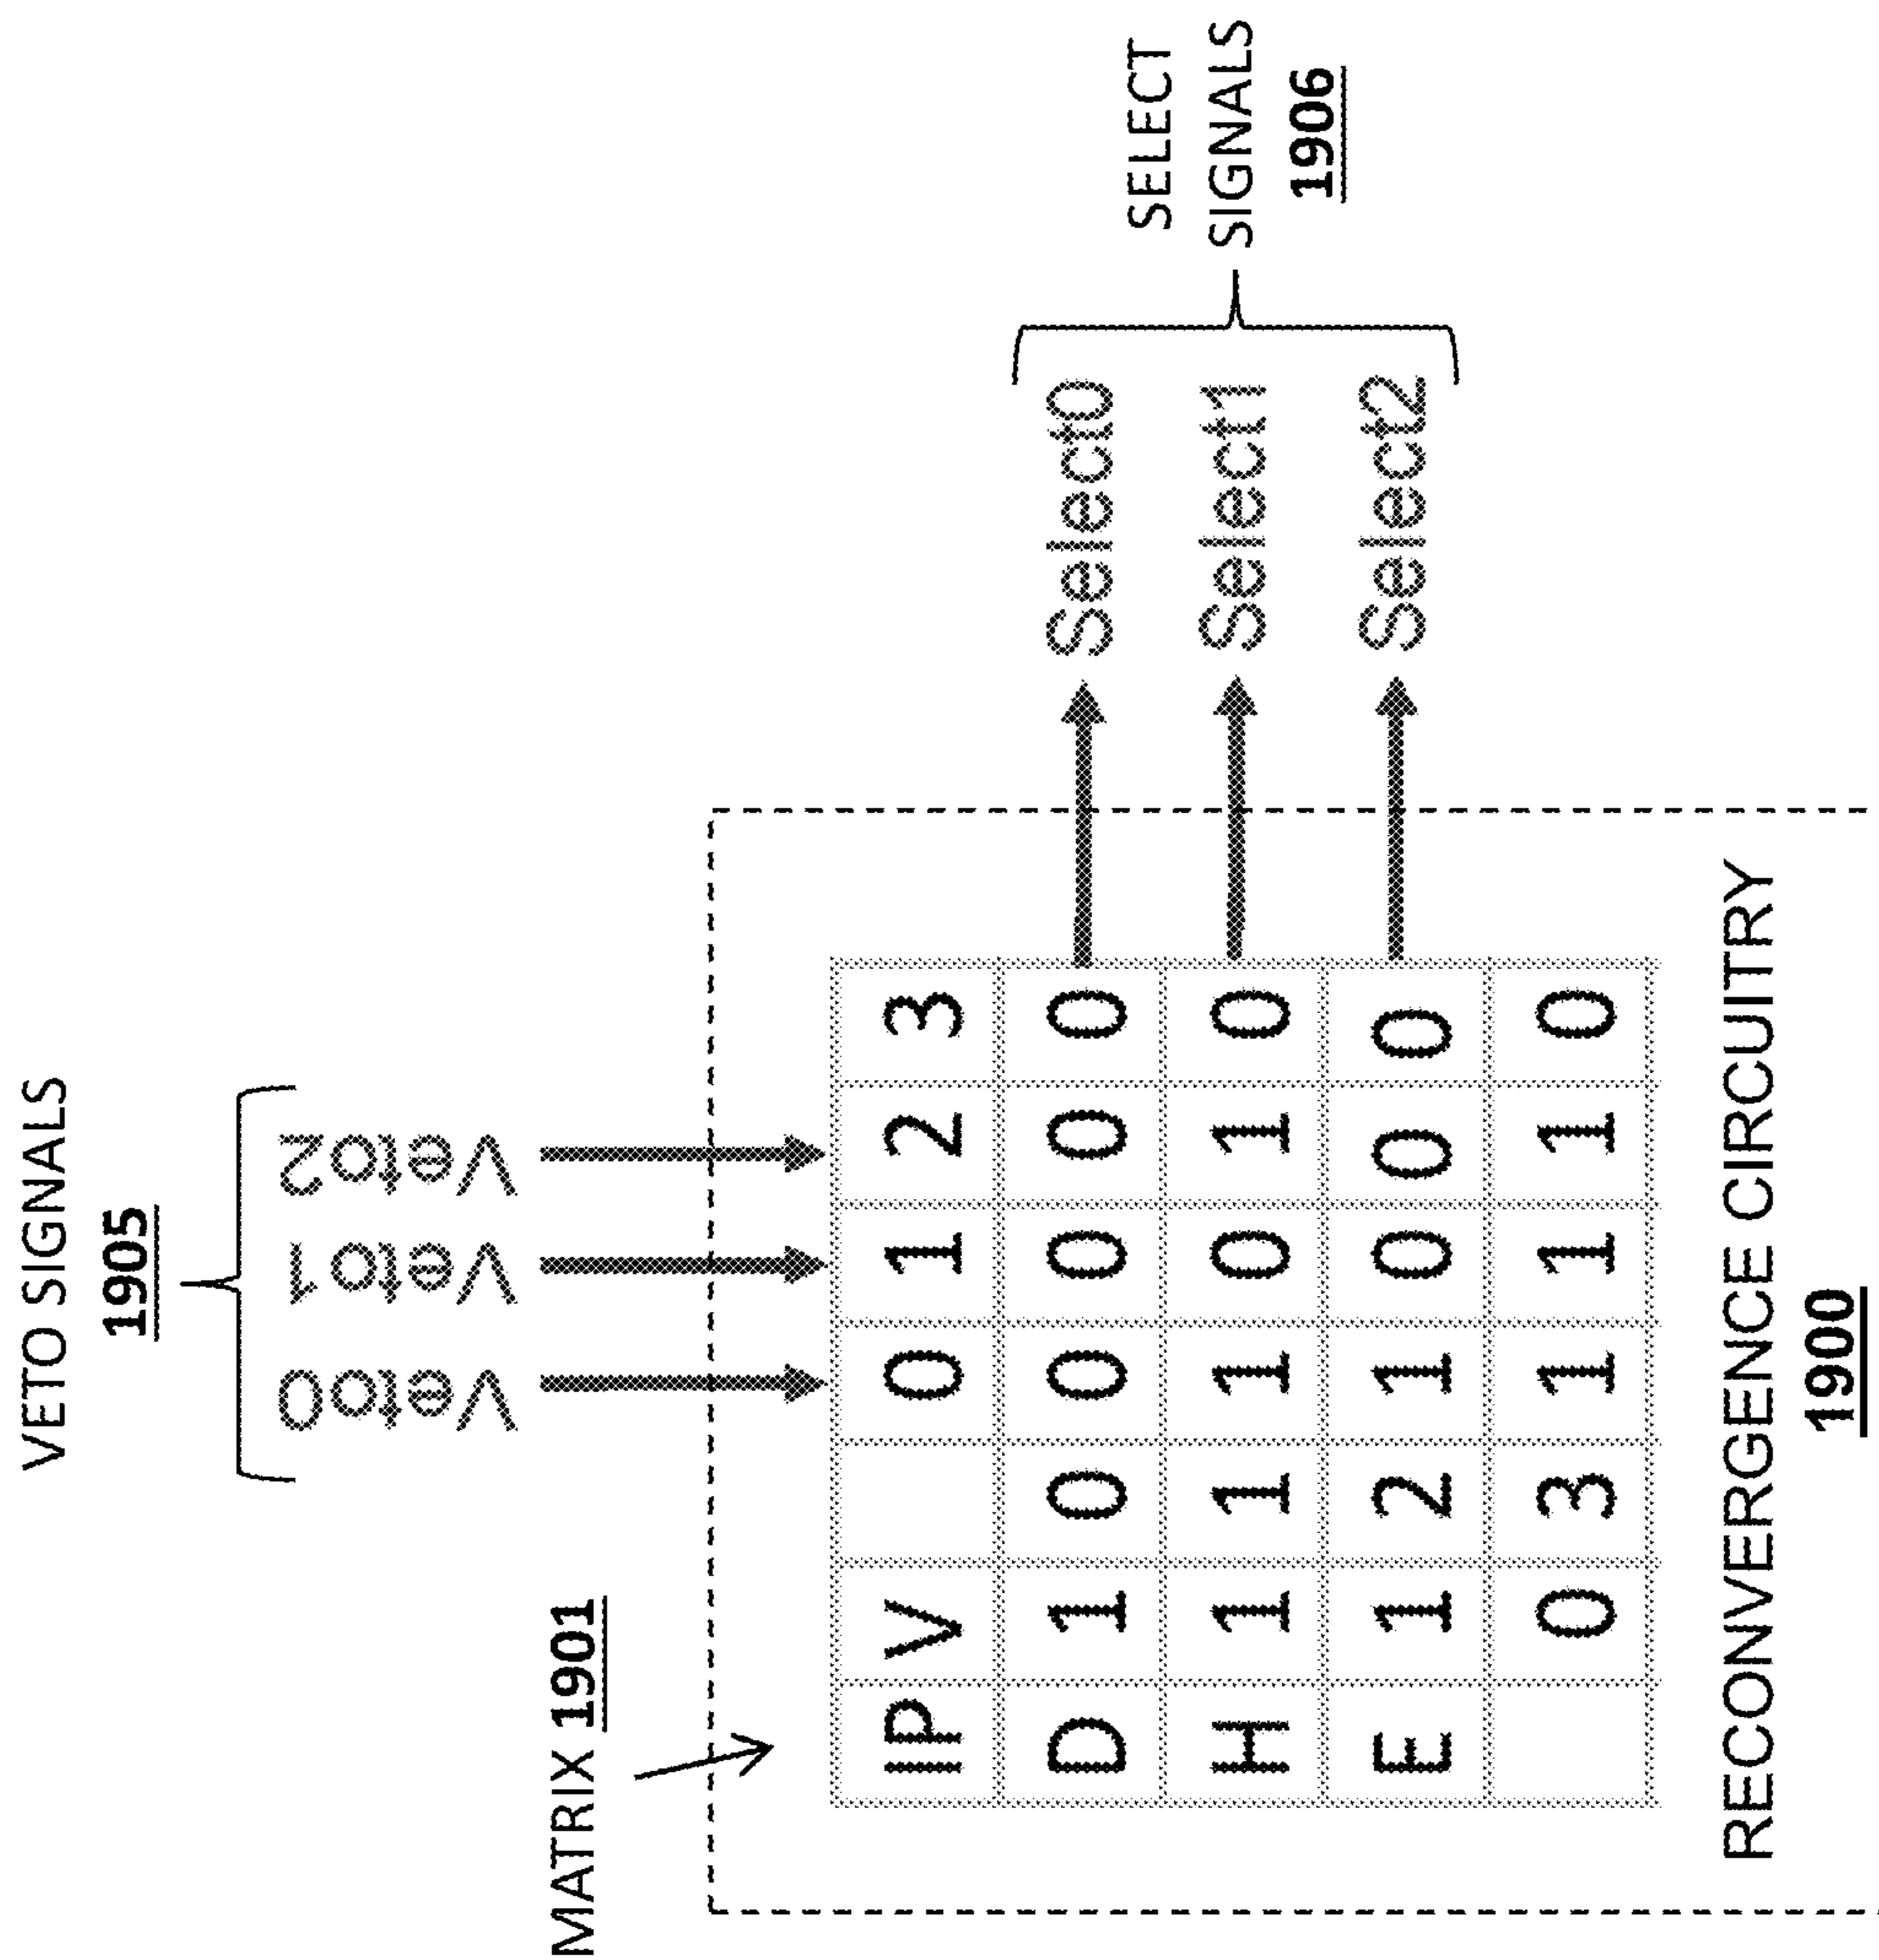 VETO SIGNALS
1905
Veto0 Veto1 Veto2
MATRIX 1901
IP V 0 1 2 3
D 1 0 0 0 0 0
H 1 1 1 0 1 0
E 1 2 1 0 0 0
0 3 1 1 1 0
Select0
Select1
Select2
SELECT
SIGNALS
1906
RECONVERGENCE CIRCUITRY
1900